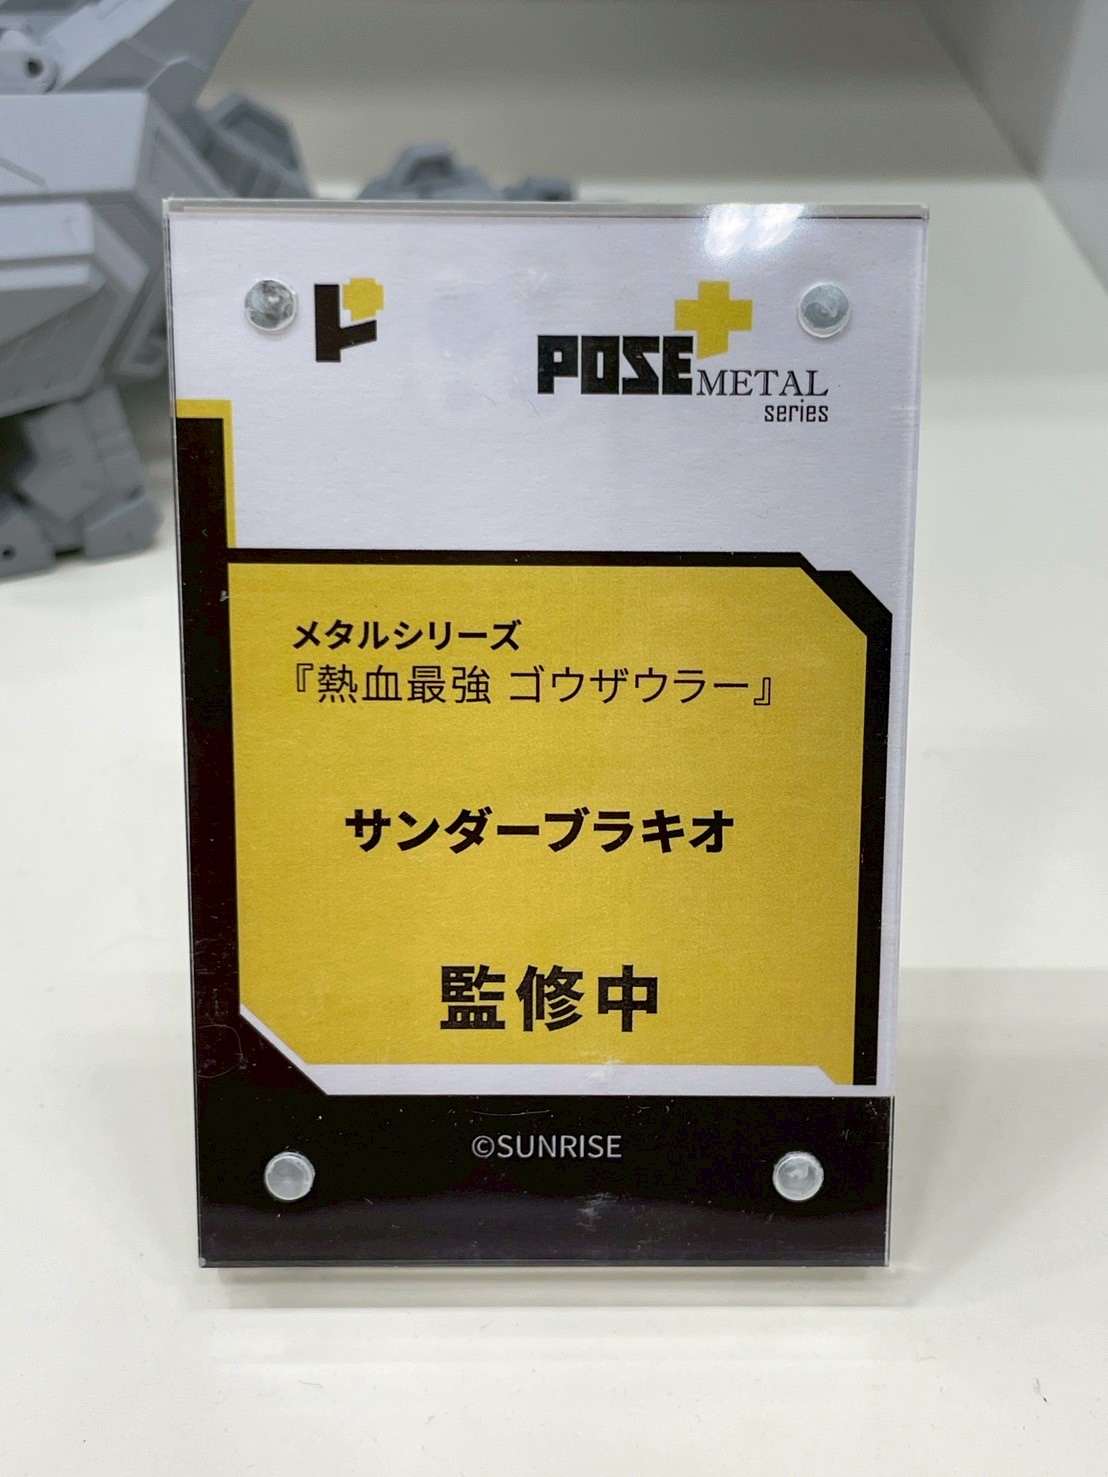 POSE+ METAL
series
メタルシリーズ
『熱血最強 ゴウザウラー』
サンダーブラキオ
監修中
©SUNRISE